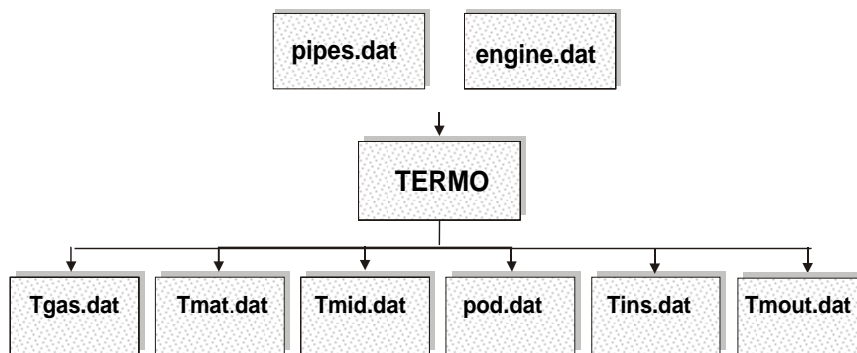 pipes.dat engine.dat
TERMO
Tgas.dat Tmat.dat Tmid.dat pod.dat Tins.dat Tmout.dat